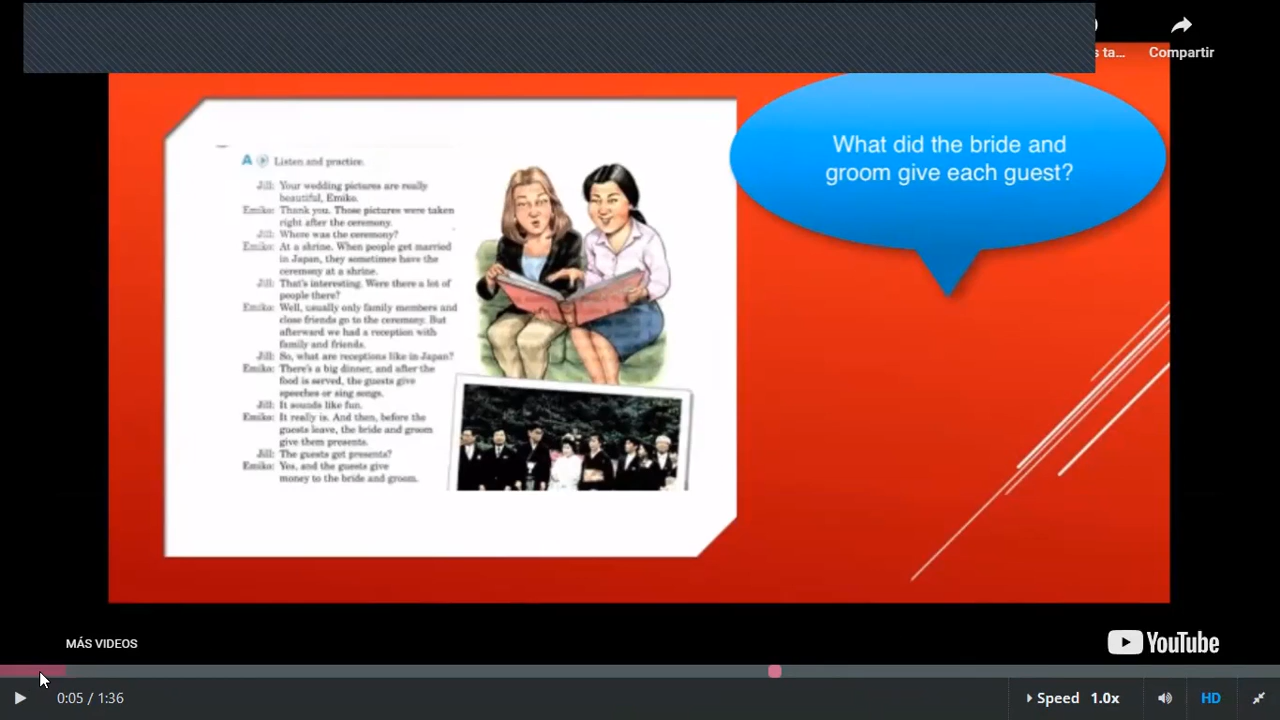 s ta...
Compartir
What did the bride and
groom give each guest?
A Listen and practice.
Jill: Your wedding pictures are really
beautiful, Emiko.
Emiko: Thank you. Those pictures were taken
right after the ceremony.
Jill: Where was the ceremony?
Emiko: At a shrine. When people get married
in Japan, they sometimes have the
ceremony at a shrine.
Jill: That's interesting. Were there a lot of
people there?
Emiko: Well, usually only family members and
close friends go to the ceremony. But
afterward we had a reception with
family and friends.
Jill: So, what are receptions like in Japan?
Emiko: There's a big dinner, and after the
food is served, the guests give
speeches or sing songs.
Jill: It sounds like fun.
Emiko: It really is. And then, before the
guests leave, the bride and groom
give them presents.
Jill: The guests get presents?
Emiko: Yes, and the guests give
money to the bride and groom.
MÁS VIDEOS
YouTube
0:05 / 1:36
Speed 1.0x
HD